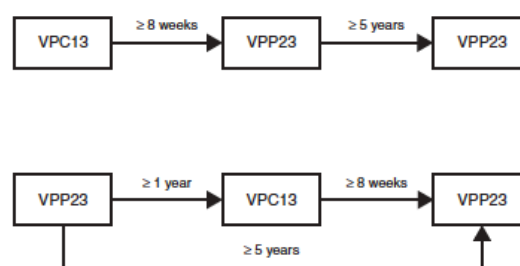 ≥ 8 weeks ≥ 5 years
VPC13 VPP23 VPP23
≥ 1 year ≥ 8 weeks
VPP23 VPC13 VPP23
≥ 5 years